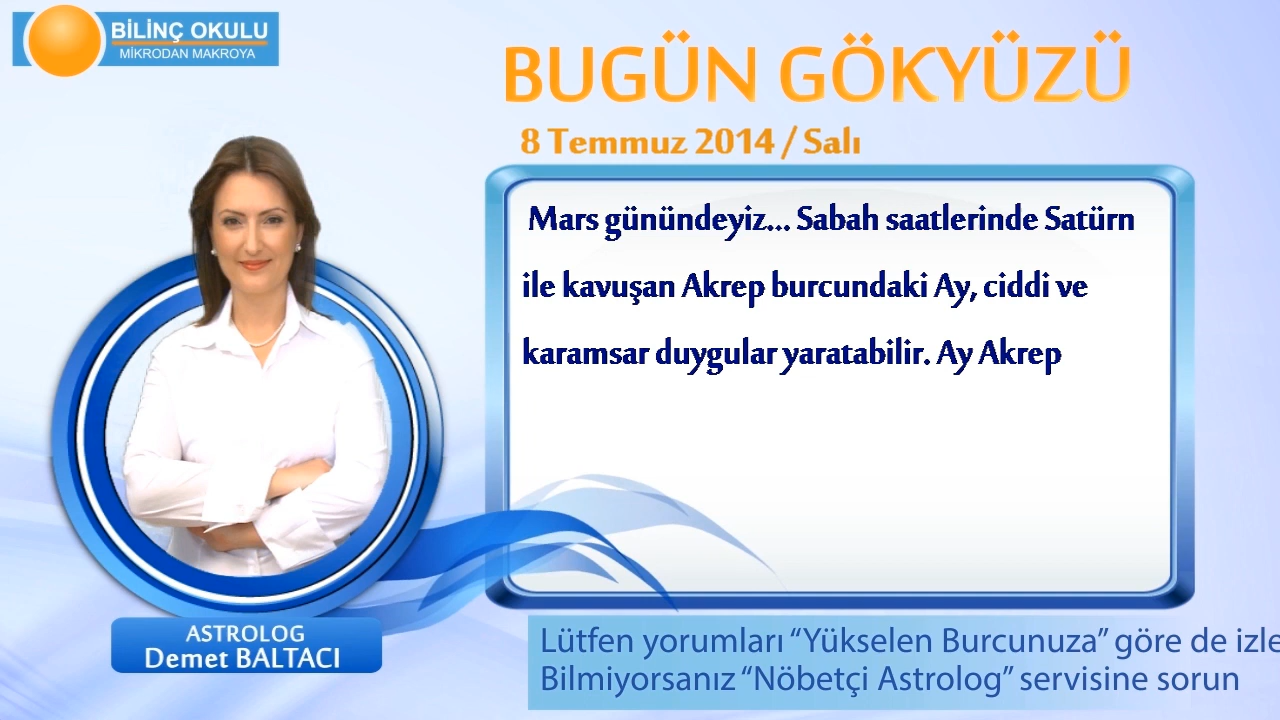 BİLİNÇ OKULU
MİKRODAN MAKROYA
BUGÜN GÖKYÜZÜ
8 Temmuz 2014 / Salı
Mars günündeyiz... Sabah saatlerinde Satürn
ile kavuşan Akrep burcundaki Ay, ciddi ve
karamsar duygular yaratabilir. Ay Akrep
ASTROLOG
Demet BALTACI
Lütfen yorumları “Yükselen Burcunuza” göre de izle
Bilmiyorsanız “Nöbetçi Astrolog” servisine sorun